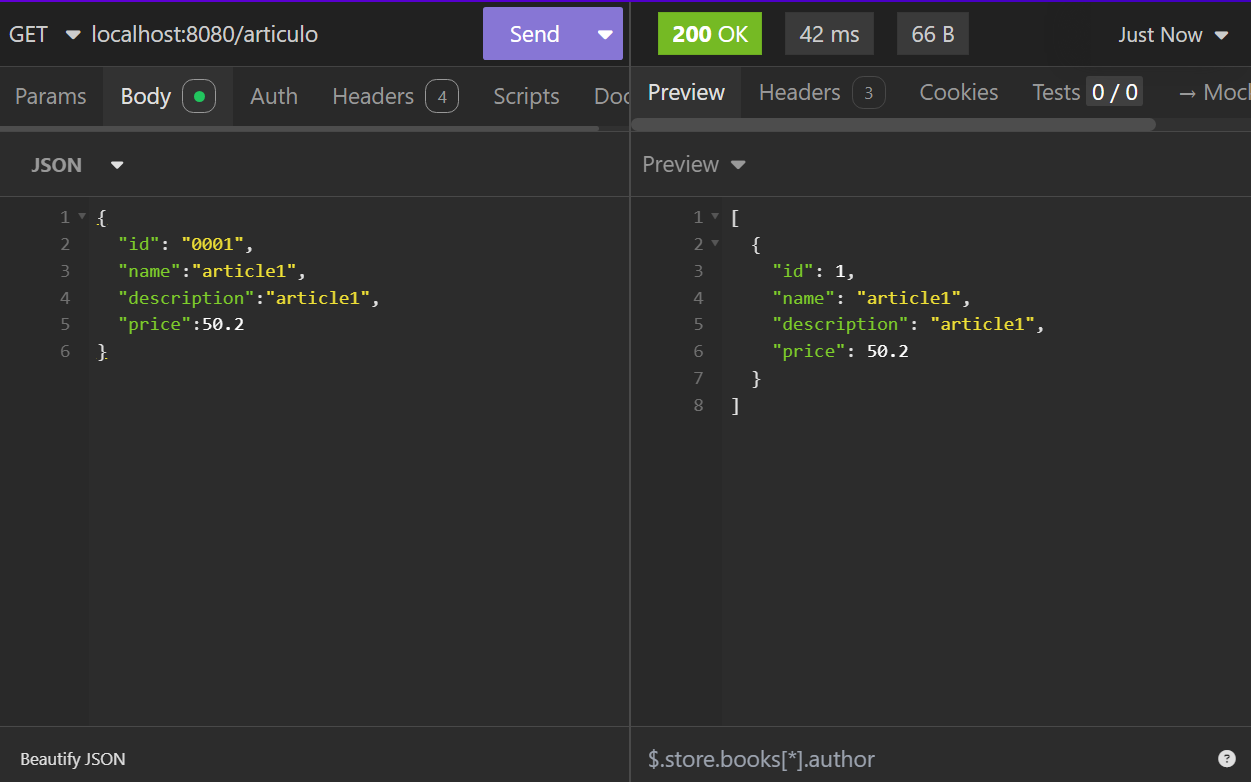 GET localhost:8080/articulo Send
200 OK 42 ms 66 B Just Now
Params Body Auth Headers 4 Scripts Doc
Preview Headers 3 Cookies Tests 0 / 0 → Mock
JSON
1 {
2 "id": "0001",
3 "name":"article1",
4 "description":"article1",
5 "price":50.2
6 }
Beautify JSON
Preview
1 [
2 {
3 "id": 1,
4 "name": "article1",
5 "description": "article1",
6 "price": 50.2
7 }
8 ]
$.store.books[*].author ?